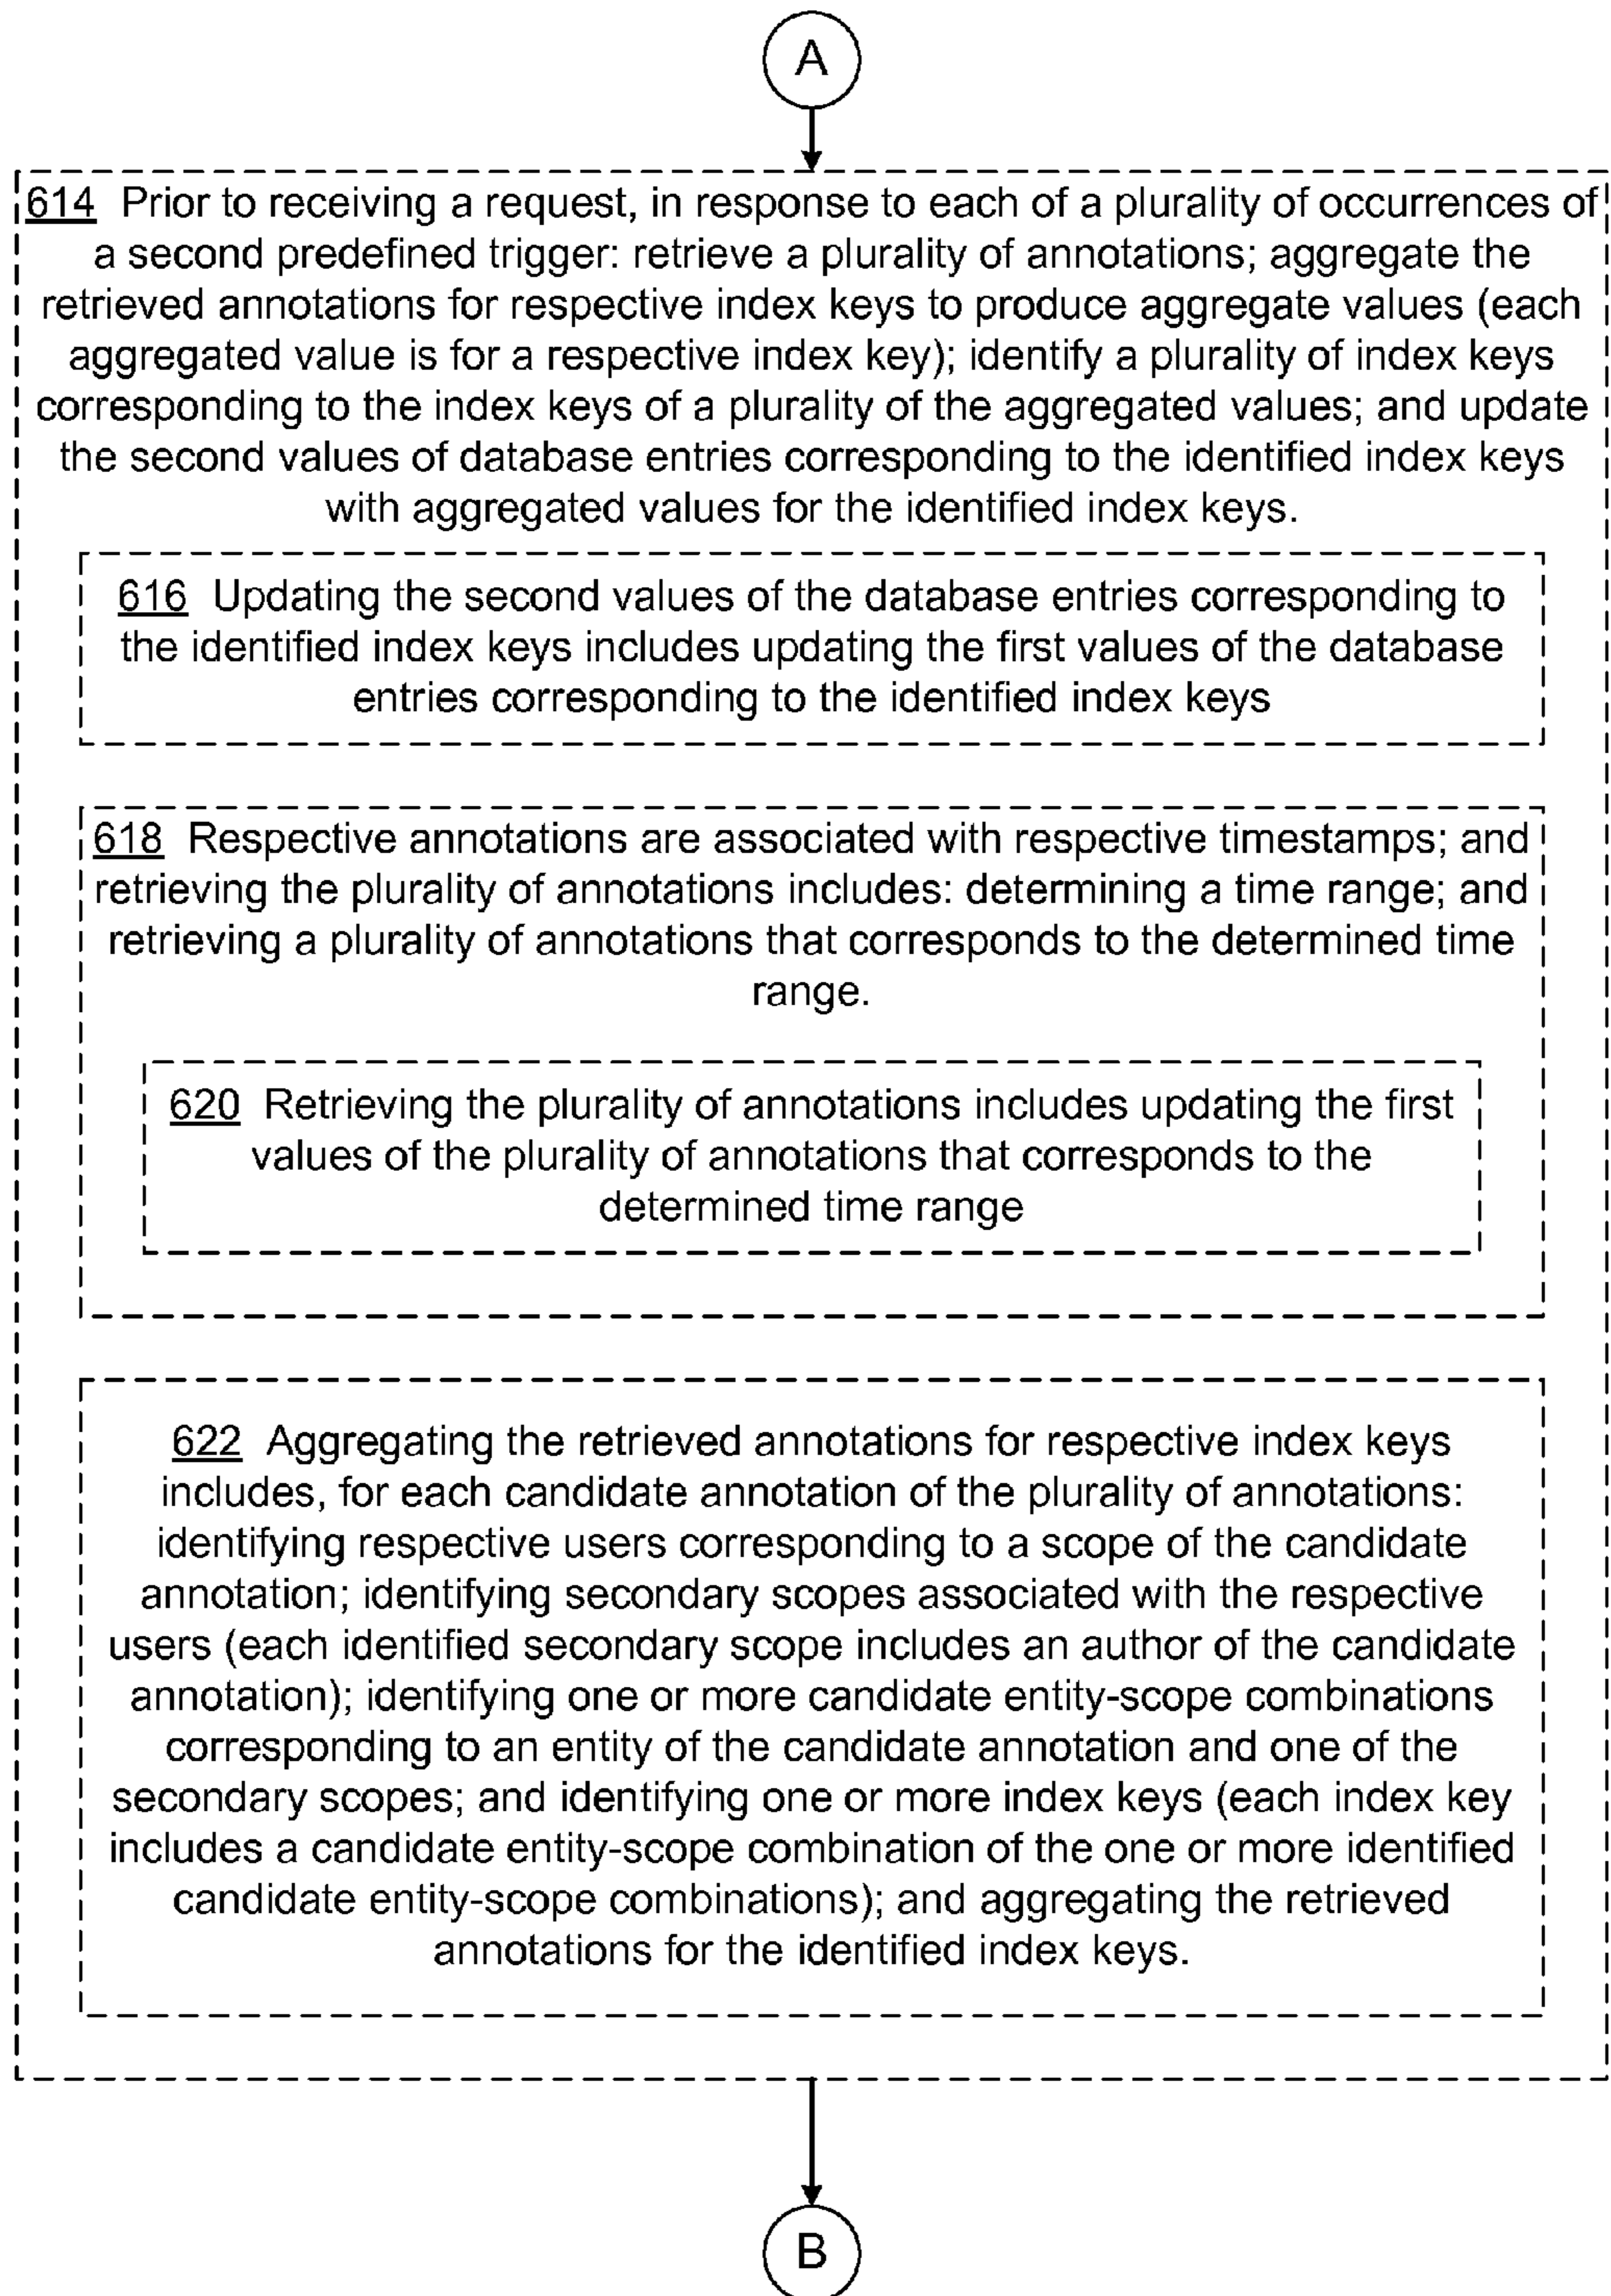 A
614 Prior to receiving a request, in response to each of a plurality of occurrences of
a second predefined trigger: retrieve a plurality of annotations; aggregate the
retrieved annotations for respective index keys to produce aggregate values (each
aggregated value is for a respective index key); identify a plurality of index keys
corresponding to the index keys of a plurality of the aggregated values; and update
the second values of database entries corresponding to the identified index keys
with aggregated values for the identified index keys.
616 Updating the second values of the database entries corresponding to
the identified index keys includes updating the first values of the database
entries corresponding to the identified index keys
618 Respective annotations are associated with respective timestamps; and
retrieving the plurality of annotations includes: determining a time range; and
retrieving a plurality of annotations that corresponds to the determined time
range.
620 Retrieving the plurality of annotations includes updating the first
values of the plurality of annotations that corresponds to the
determined time range
622 Aggregating the retrieved annotations for respective index keys
includes, for each candidate annotation of the plurality of annotations:
identifying respective users corresponding to a scope of the candidate
annotation; identifying secondary scopes associated with the respective
users (each identified secondary scope includes an author of the candidate
annotation); identifying one or more candidate entity-scope combinations
corresponding to an entity of the candidate annotation and one of the
secondary scopes; and identifying one or more index keys (each index key
includes a candidate entity-scope combination of the one or more identified
candidate entity-scope combinations); and aggregating the retrieved
annotations for the identified index keys.
B